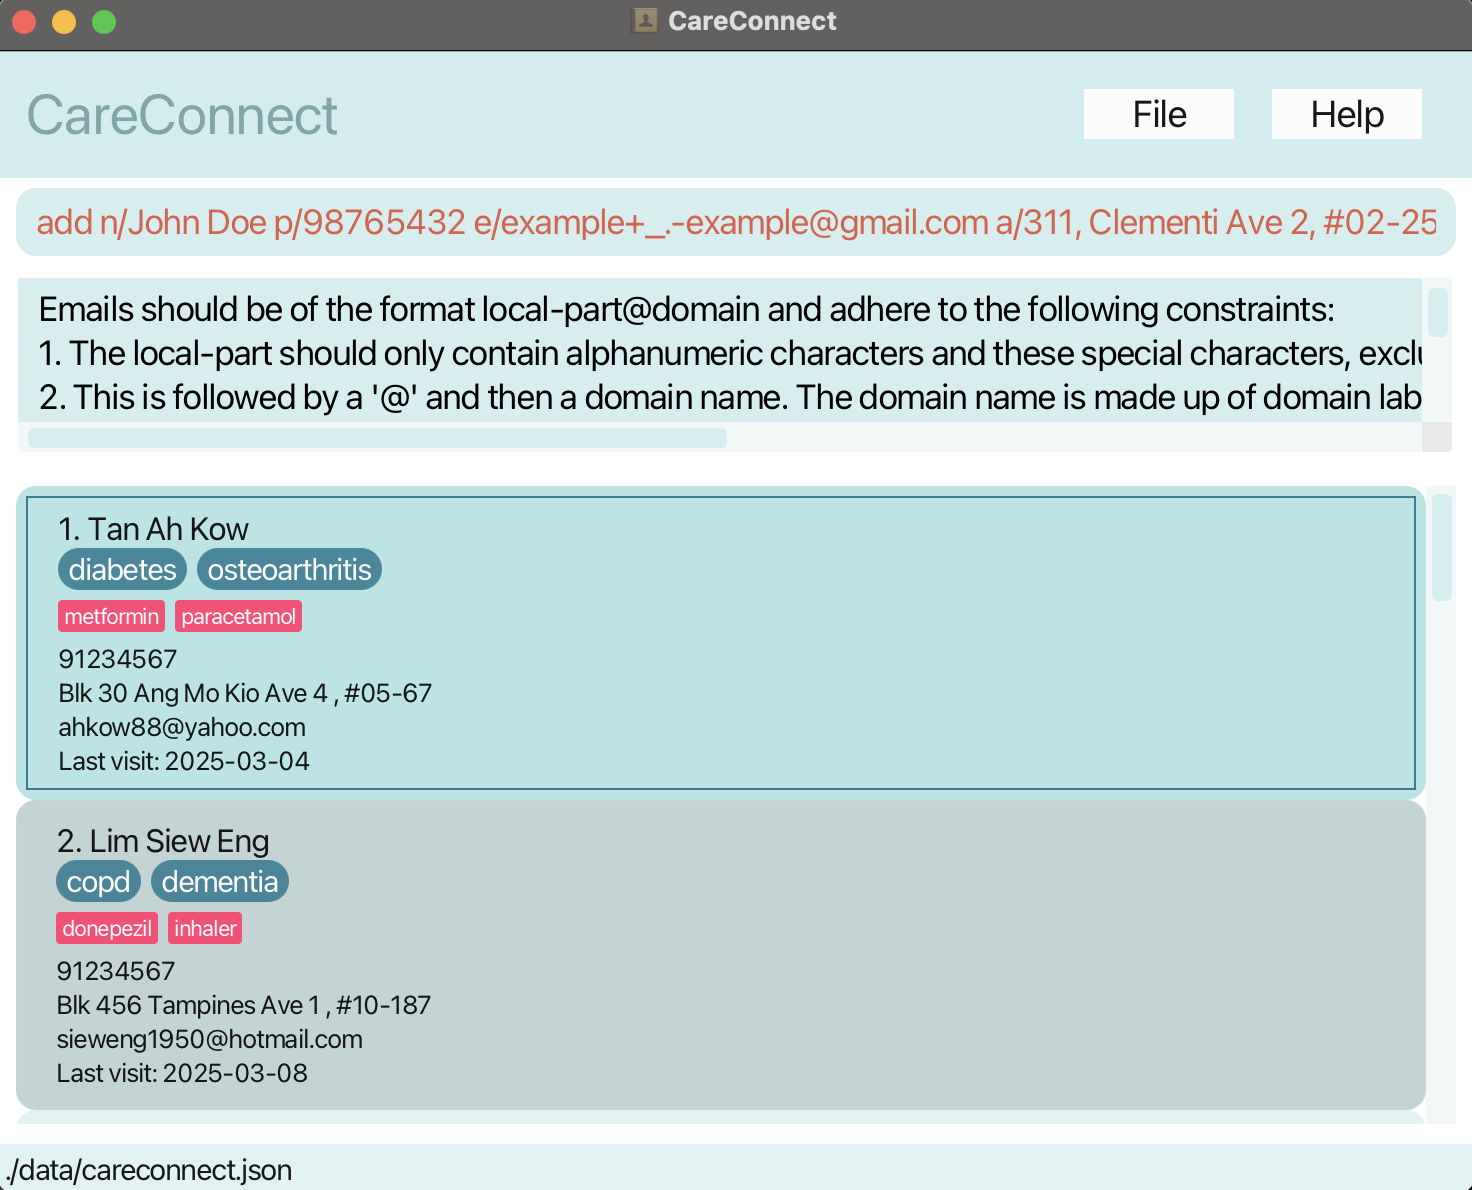 CareConnect
CareConnect
File
Help
add n/John Doe p/98765432 e/example+_.-example@gmail.com a/311, Clementi Ave 2, #02-25
Emails should be of the format local-part@domain and adhere to the following constraints:
1. The local-part should only contain alphanumeric characters and these special characters,
2. This is followed by a '@' and then a domain name. The domain name is made up of domain lab
1. Tan Ah Kow
diabetes osteoarthritis
metformin paracetamol
91234567
Blk 30 Ang Mo Kio Ave 4 , #05-67
ahkow88@yahoo.com
Last visit: 2025-03-04
2. Lim Siew Eng
copd dementia
donepezil inhaler
91234567
Blk 456 Tampines Ave 1 , #10-187
sieweng1950@hotmail.com
Last visit: 2025-03-08
./data/careconnect.json